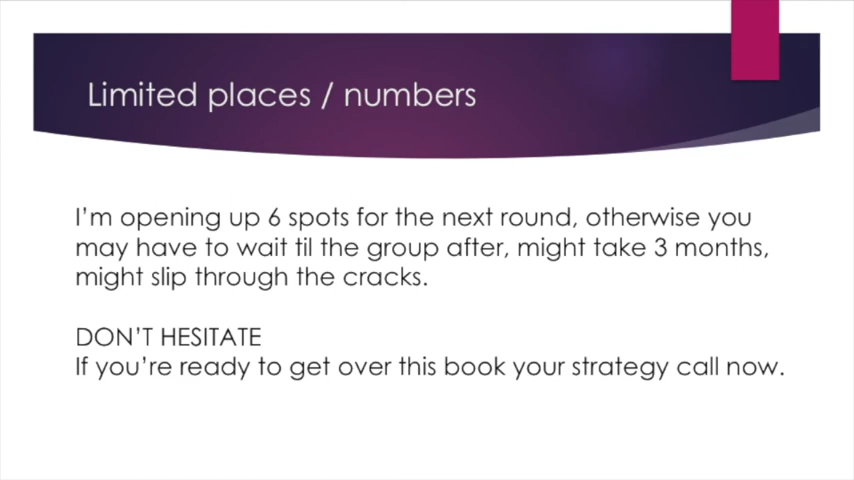 Limited places / numbers
I'm opening up 6 spots for the next round, otherwise you
may have to wait til the group after, might take 3 months,
might slip through the cracks.
DON'T HESITATE
If you're ready to get over this book your strategy call now.